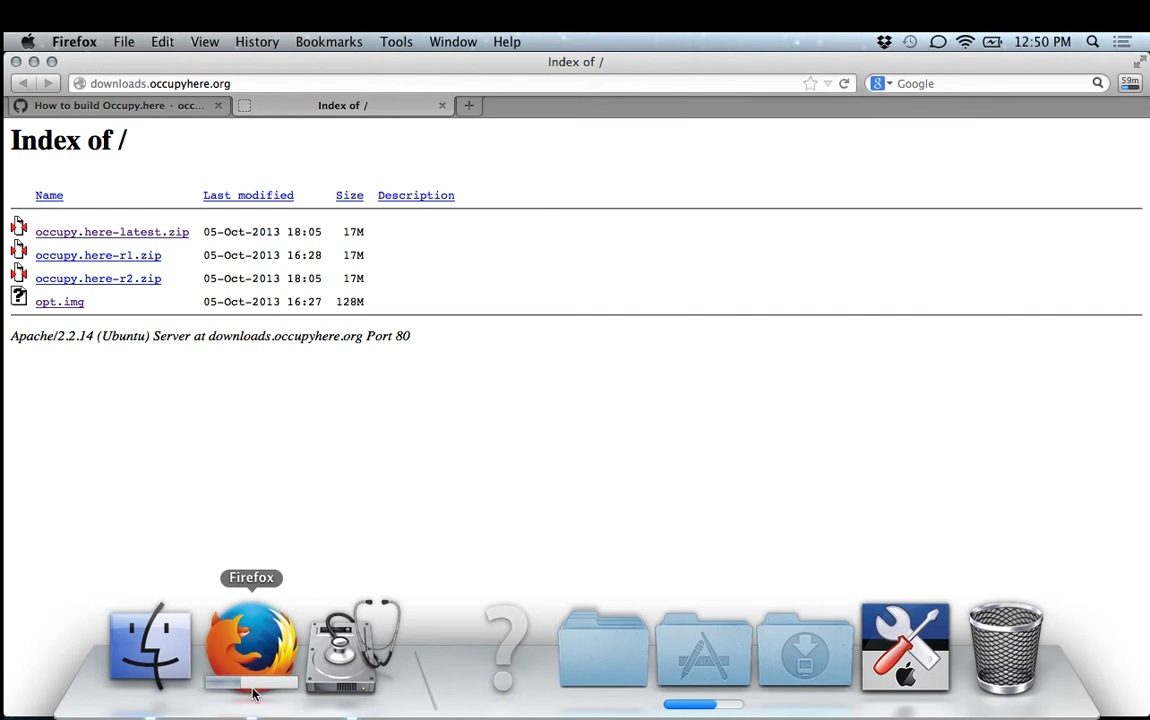 Firefox File Edit View History Bookmarks Tools Window Help 12:50 PM
Index of /
downloads.occupyhere.org Google 59m
How to build Occupy.here · occ... Index of /
Index of /
Name Last modified Size Description
occupy.here-latest.zip 05-Oct-2013 18:05 17M
occupy.here-r1.zip 05-Oct-2013 16:28 17M
occupy.here-r2.zip 05-Oct-2013 18:05 17M
opt.img 05-Oct-2013 16:27 128M
Apache/2.2.14 (Ubuntu) Server at downloads.occupyhere.org Port 80
Firefox